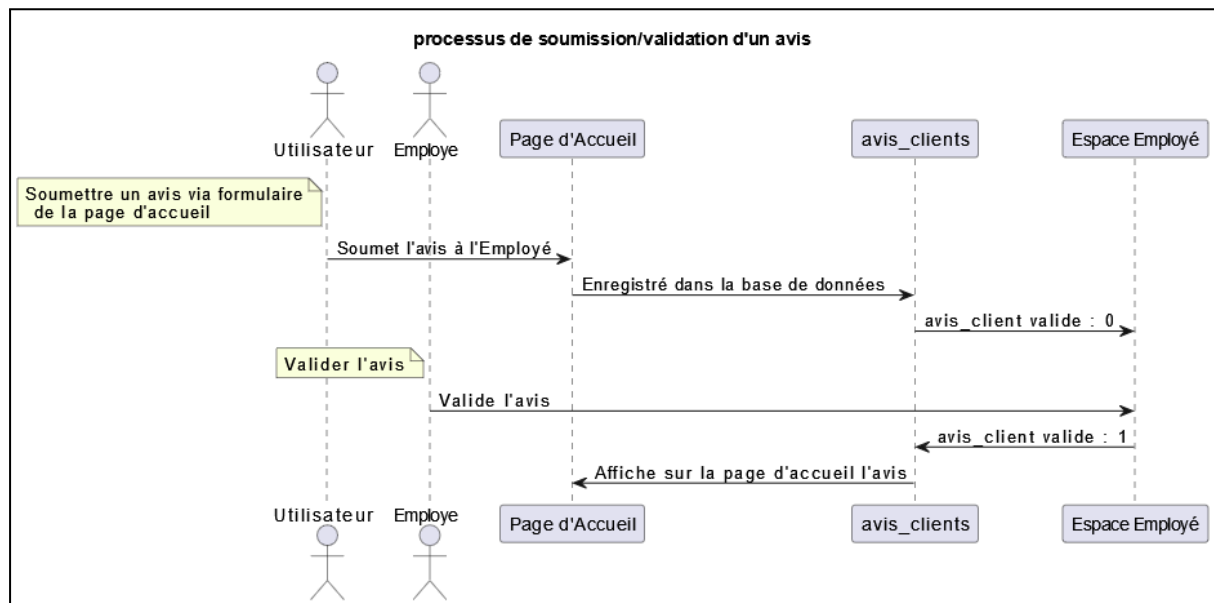 processus de soumission/validation d'un avis
Utilisateur Employe Page d'Accueil avis_clients Espace Employé
Soumettre un avis via formulaire
de la page d'accueil
Soumet l'avis à l'Employé
Enregistré dans la base de données
avis_client valide : 0
Valider l'avis
Valide l'avis
avis_client valide : 1
Affiche sur la page d'accueil l'avis
Utilisateur Employe Page d'Accueil avis_clients Espace Employé